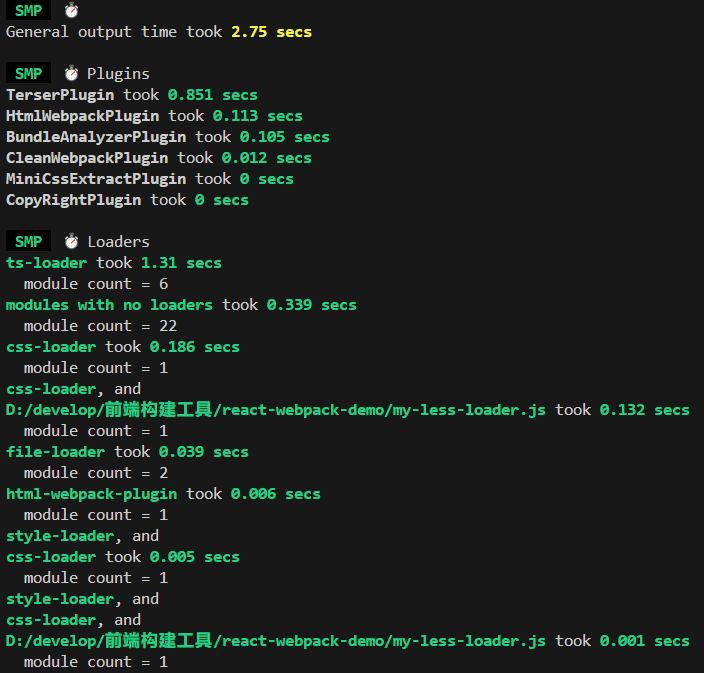 SMP ⏱
General output time took 2.75 secs
SMP ⏱ Plugins
TerserPlugin took 0.851 secs
HtmlWebpackPlugin took 0.113 secs
BundleAnalyzerPlugin took 0.105 secs
CleanWebpackPlugin took 0.012 secs
MiniCssExtractPlugin took 0 secs
CopyRightPlugin took 0 secs
SMP ⏱ Loaders
ts-loader took 1.31 secs
module count = 6
modules with no loaders took 0.339 secs
module count = 22
css-loader took 0.186 secs
module count = 1
css-loader, and
D:/develop/前端构建工具/react-webpack-demo/my-less-loader.js took 0.132 secs
module count = 1
file-loader took 0.039 secs
module count = 2
html-webpack-plugin took 0.006 secs
module count = 1
style-loader, and
css-loader took 0.005 secs
module count = 1
style-loader, and
css-loader, and
D:/develop/前端构建工具/react-webpack-demo/my-less-loader.js took 0.001 secs
module count = 1